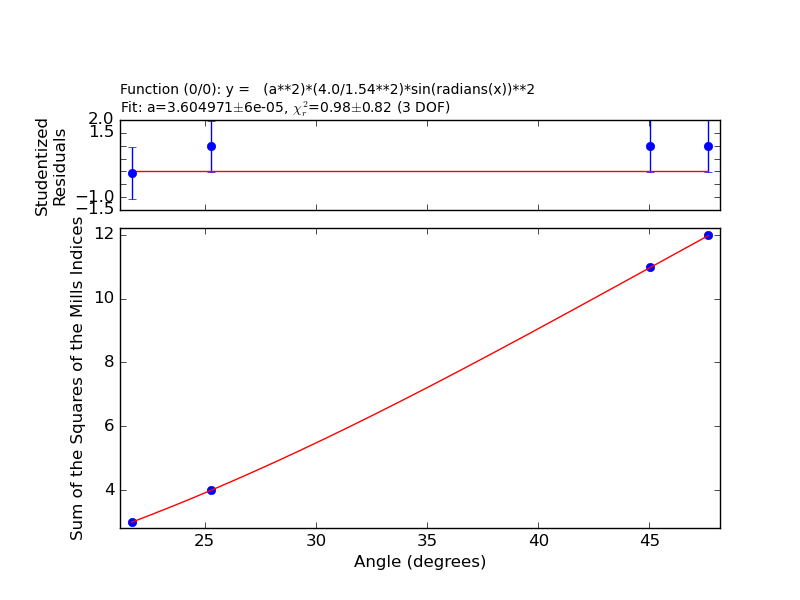 Function (0/0): y =   (a**2)*(4.0/1.54**2)*sin(radians(x))**2
Fit: a=3.604971±6e-05, χ²ᵣ=0.98±0.82 (3 DOF)
Studentized
Residuals
2.0
1.5
−1.0
−1.5
Sum of the Squares of the Mills Indices
12
10
8
6
4
25 30 35 40 45
Angle (degrees)